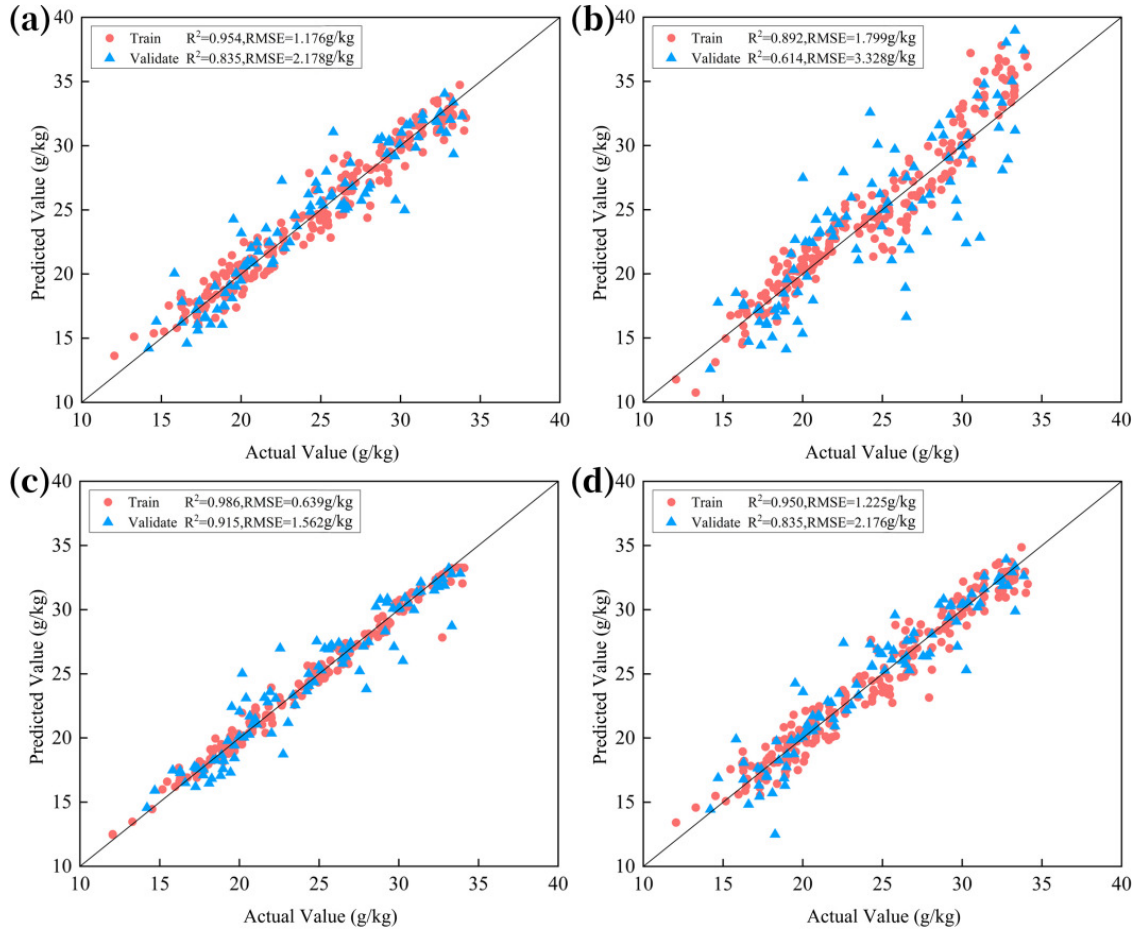 (a)
40
35
30
25
20
15
10
Predicted Value (g/kg)
Train R²=0.954,RMSE=1.176g/kg
Validate R²=0.835,RMSE=2.178g/kg
10 15 20 25 30 35 40
Actual Value (g/kg)
(b)
40
35
30
25
20
15
10
Predicted Value (g/kg)
Train R²=0.892,RMSE=1.799g/kg
Validate R²=0.614,RMSE=3.328g/kg
10 15 20 25 30 35 40
Actual Value (g/kg)
(c)
40
35
30
25
20
15
10
Predicted Value (g/kg)
Train R²=0.986,RMSE=0.639g/kg
Validate R²=0.915,RMSE=1.562g/kg
10 15 20 25 30 35 40
Actual Value (g/kg)
(d)
40
35
30
25
20
15
10
Predicted Value (g/kg)
Train R²=0.950,RMSE=1.225g/kg
Validate R²=0.835,RMSE=2.176g/kg
10 15 20 25 30 35 40
Actual Value (g/kg)